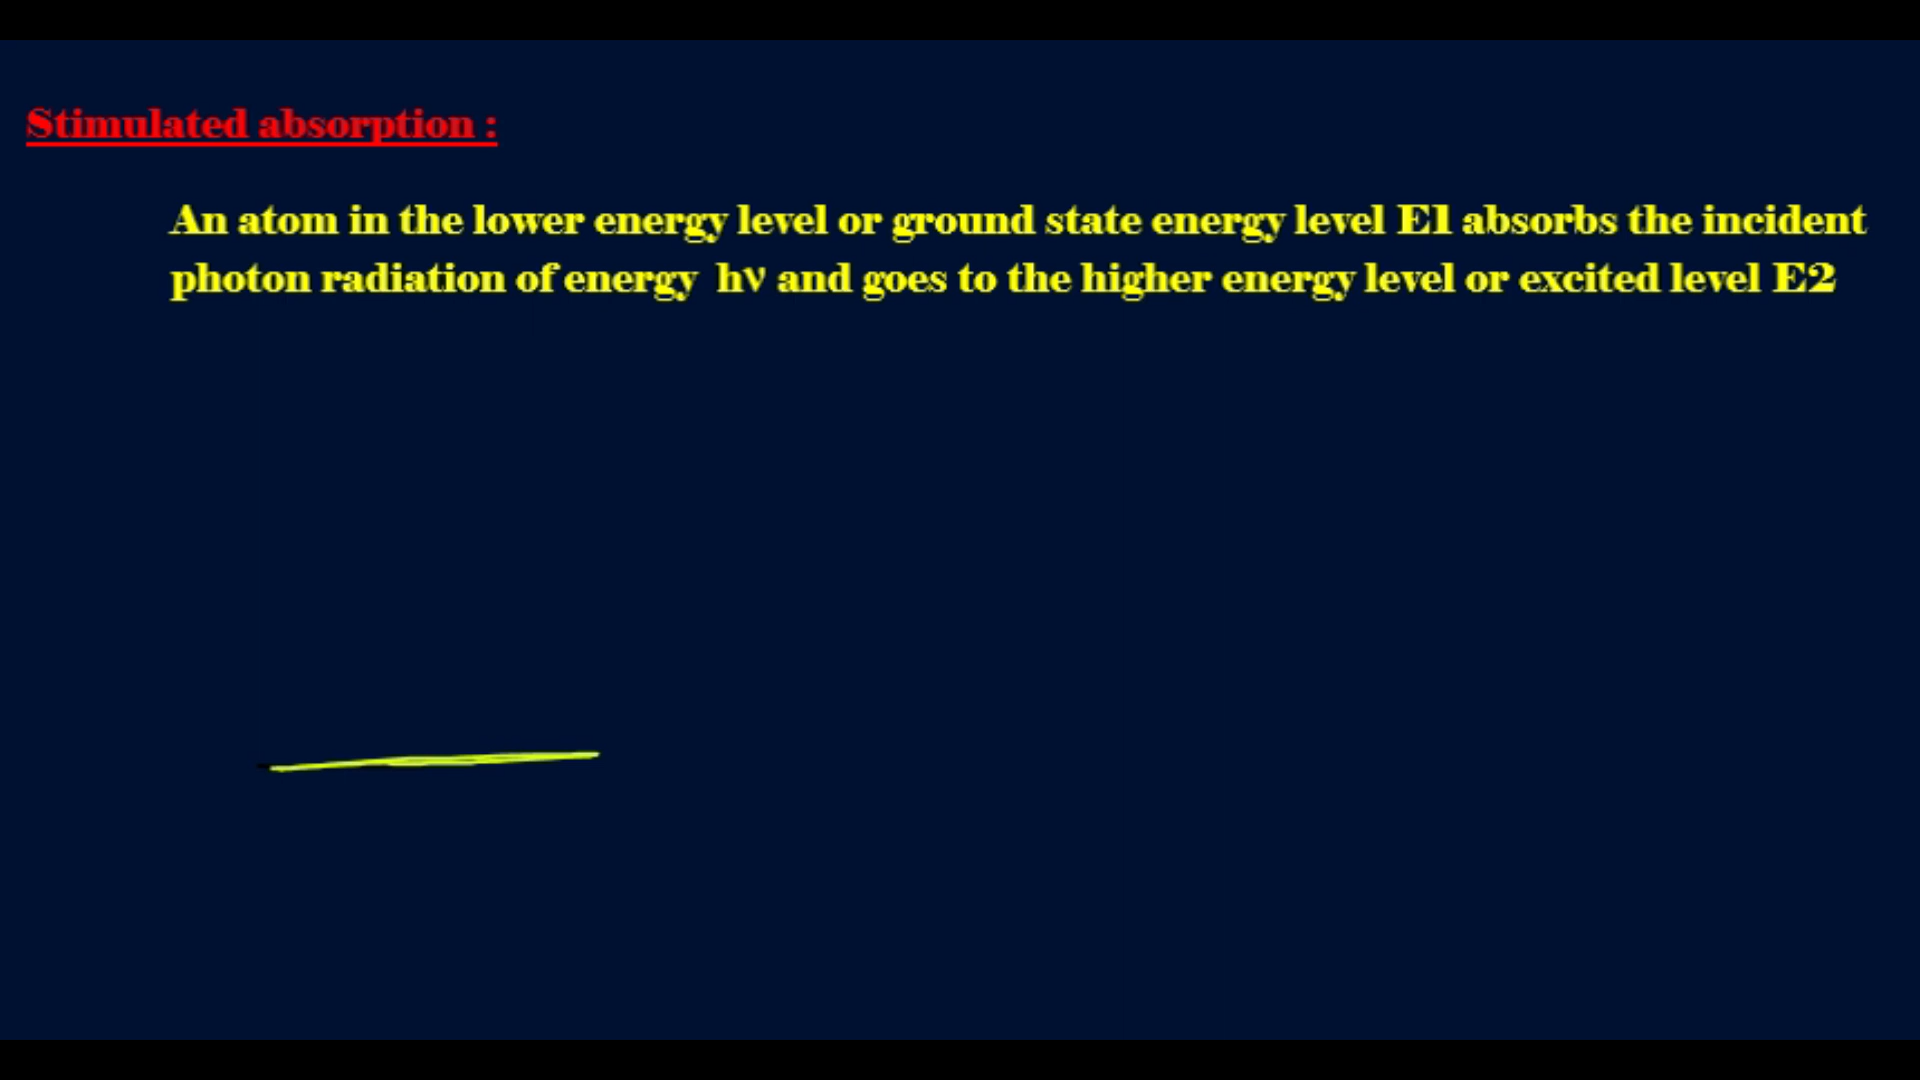 Stimulated absorption :
An atom in the lower energy level or ground state energy level E1 absorbs the incident
photon radiation of energy hν and goes to the higher energy level or excited level E2